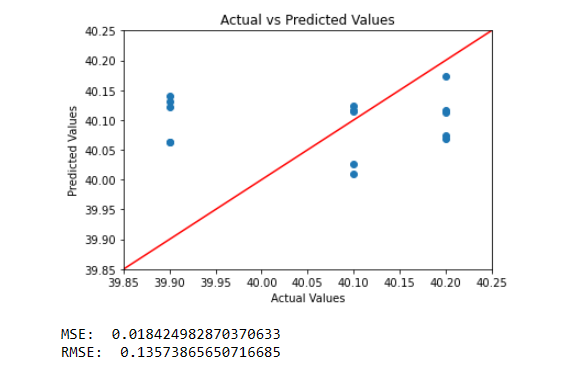 Actual vs Predicted Values
40.25
40.20
40.15
40.10
40.05
40.00
39.95
39.90
39.85
Predicted Values
39.85 39.90 39.95 40.00 40.05 40.10 40.15 40.20 40.25
Actual Values
MSE: 0.018424982870370633
RMSE: 0.13573865650716685